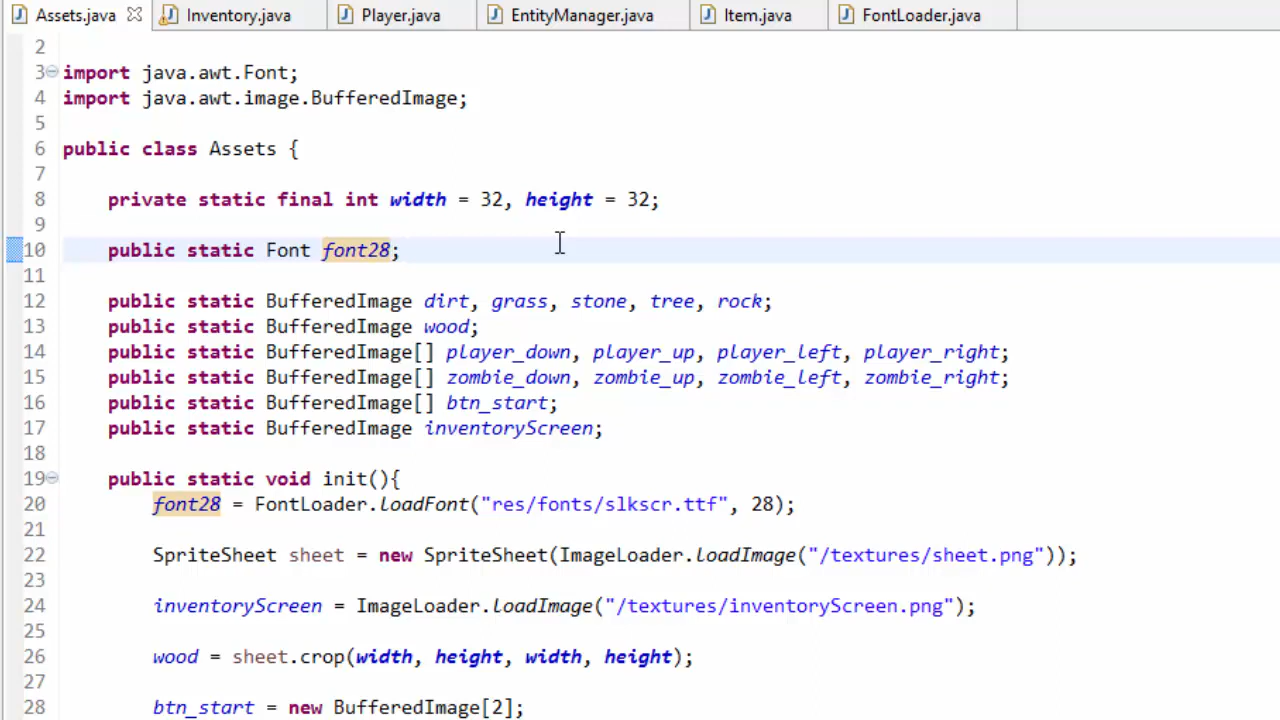 Assets.java Inventory.java Player.java EntityManager.java Item.java FontLoader.java
2
3 import java.awt.Font;
4 import java.awt.image.BufferedImage;
5
6 public class Assets {
7
8 private static final int width = 32, height = 32;
9
10 public static Font font28;
11
12 public static BufferedImage dirt, grass, stone, tree, rock;
13 public static BufferedImage wood;
14 public static BufferedImage[] player_down, player_up, player_left, player_right;
15 public static BufferedImage[] zombie_down, zombie_up, zombie_left, zombie_right;
16 public static BufferedImage[] btn_start;
17 public static BufferedImage inventoryScreen;
18
19 public static void init(){
20 font28 = FontLoader.loadFont("res/fonts/slkscr.ttf", 28);
21
22 SpriteSheet sheet = new SpriteSheet(ImageLoader.loadImage("/textures/sheet.png"));
23
24 inventoryScreen = ImageLoader.loadImage("/textures/inventoryScreen.png");
25
26 wood = sheet.crop(width, height, width, height);
27
28 btn_start = new BufferedImage[2];